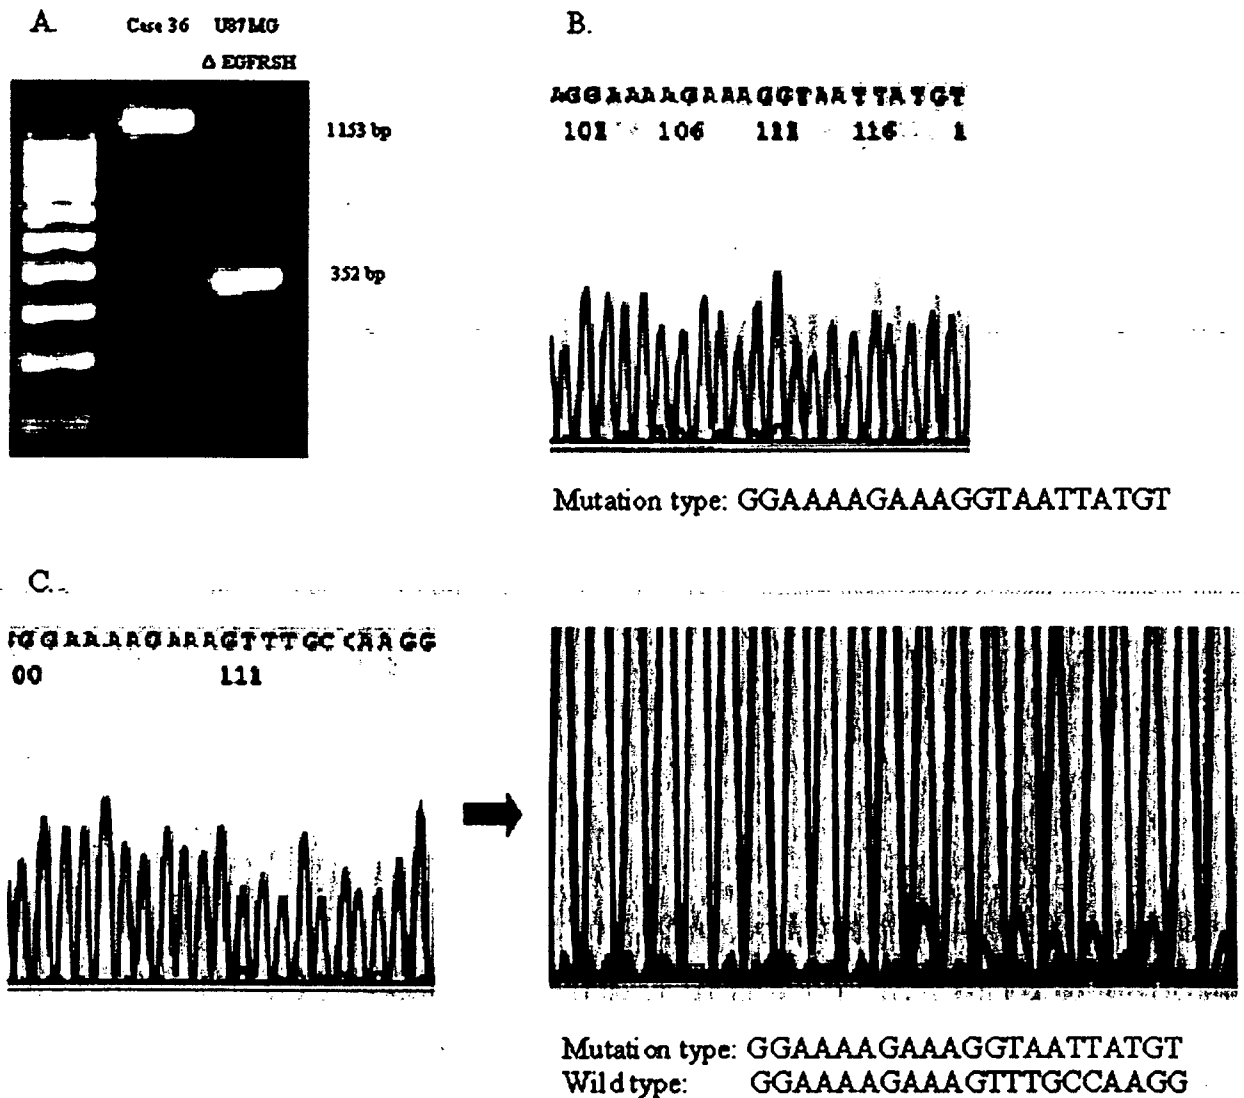 A.
Case 36 U87MG
Δ EGFRSH
1153 bp
352 bp
B.
AGGAAAAGAAAGGTAATTATGT
101 106 111 116 1
Mutation type: GGAAAAGAAAGGTAATTATGT
C.
GGAAAAGAAAGTTTGCCAAGG
00 111
Mutation type: GGAAAAGAAAGGTAATTATGT
Wild type: GGAAAAGAAAGTTTGCCAAGG